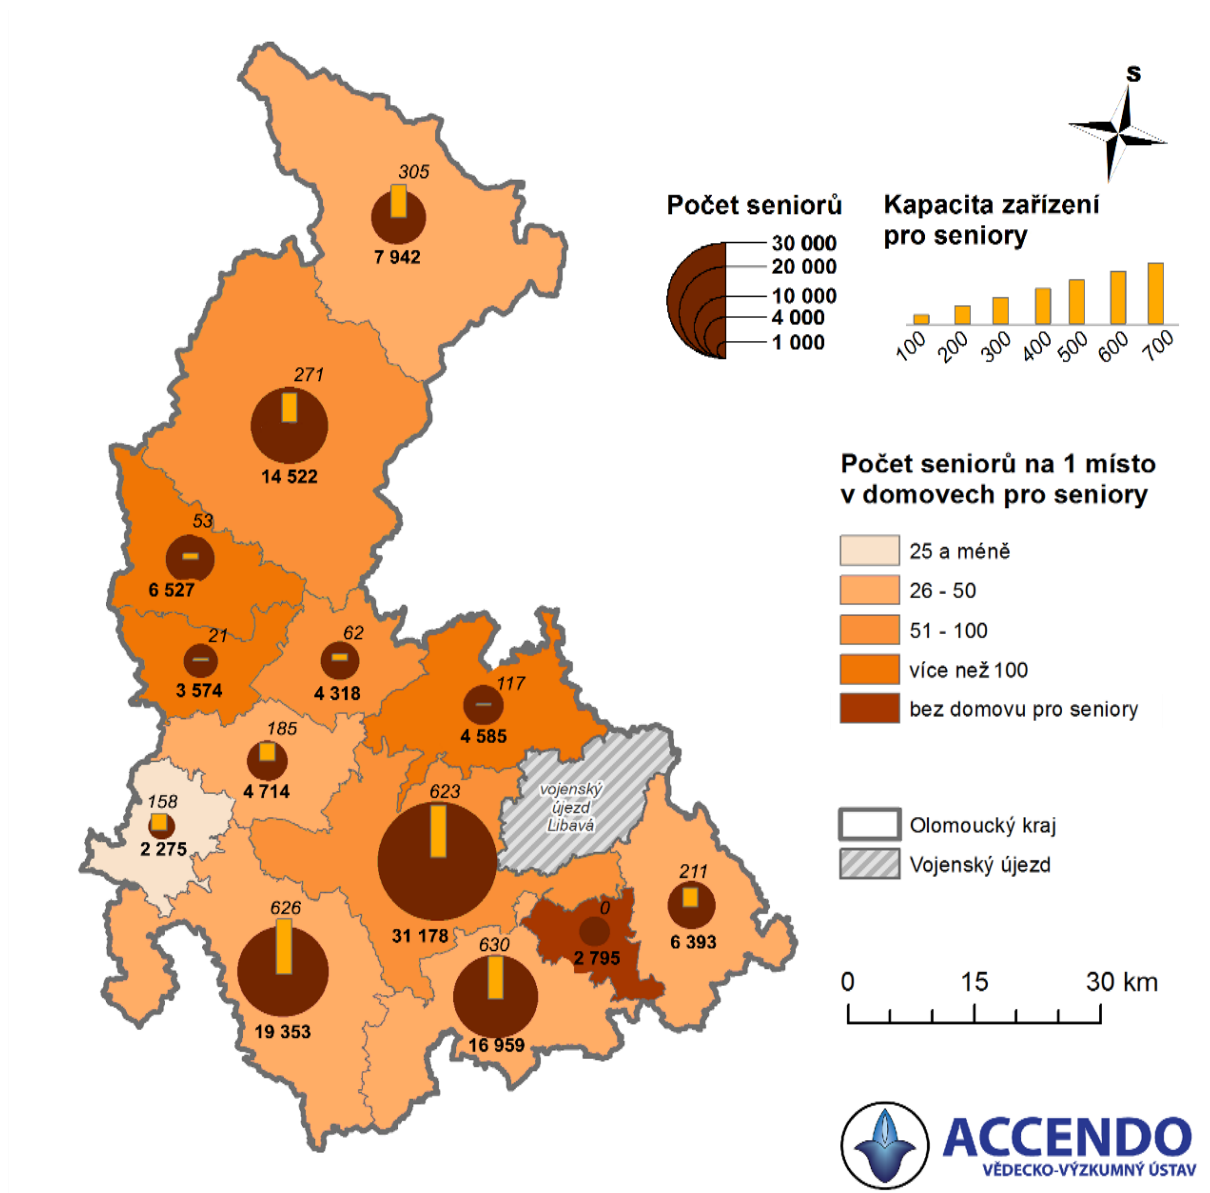 S
305
7 942
Počet seniorů
30 000
20 000
10 000
4 000
1 000
Kapacita zařízení
pro seniory
100
200
300
400
500
600
700
271
14 522
Počet seniorů na 1 místo
v domovech pro seniory
25 a méně
26 - 50
51 - 100
více než 100
bez domovu pro seniory
53
6 527
21
3 574
62
4 318
117
4 585
185
4 714
vojenský
újezd
Libavá
158
2 275
623
31 178
Olomoucký kraj
Vojenský újezd
211
6 393
0
2 795
626
19 353
630
16 959
0 15 30 km
ACCENDO
VĚDECKO-VÝZKUMNÝ ÚSTAV